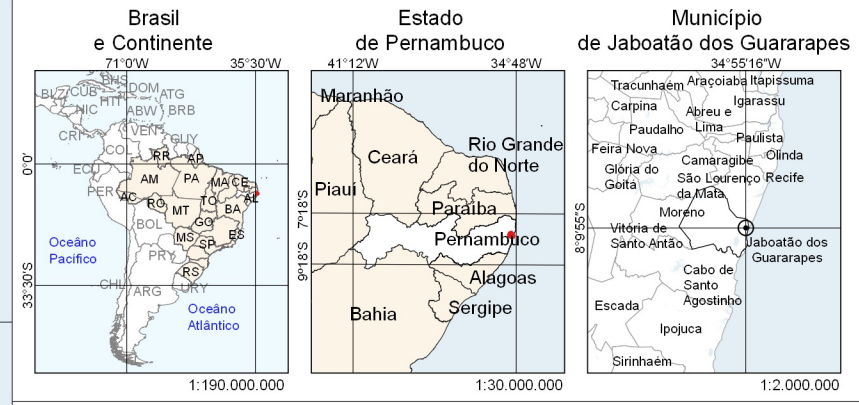 Brasil
e Continente
71°0'W
35°30'W
0°0'
33°30'S
BHS
BLZ
CUB
DOM
ATG
HTI
NIC
ABW
BRB
CRI
VEN
GUY
COL
ECU
RR
AP
PER
AM
PA
MA
CE
AC
RO
TO
AL
MT
BA
BOL
GO
MS
ES
SP
PRY
RS
CHL
ARG
URY
Oceâno
Pacífico
Oceâno
Atlântico
1:190.000.000
Estado
de Pernambuco
41°12'W
34°48'W
7°18'S
9°18'S
Maranhão
Ceará
Rio Grande
do Norte
Piauí
Paraíba
Pernambuco
Alagoas
Sergipe
Bahia
1:30.000.000
Município
de Jaboatão dos Guararapes
34°55'16"W
8°9'55"S
Tracunhaém
Araçoiaba
Itapissuma
Carpina
Igarassu
Abreu e
Lima
Paudalho
Paulista
Feira Nova
Camaragibe
Olinda
Glória do
Goitá
São Lourenço
da Mata
Recife
Moreno
Vitória de
Santo Antão
Jaboatão dos
Guararapes
Cabo de
Santo
Agostinho
Escada
Ipojuca
Sirinhaém
1:2.000.000